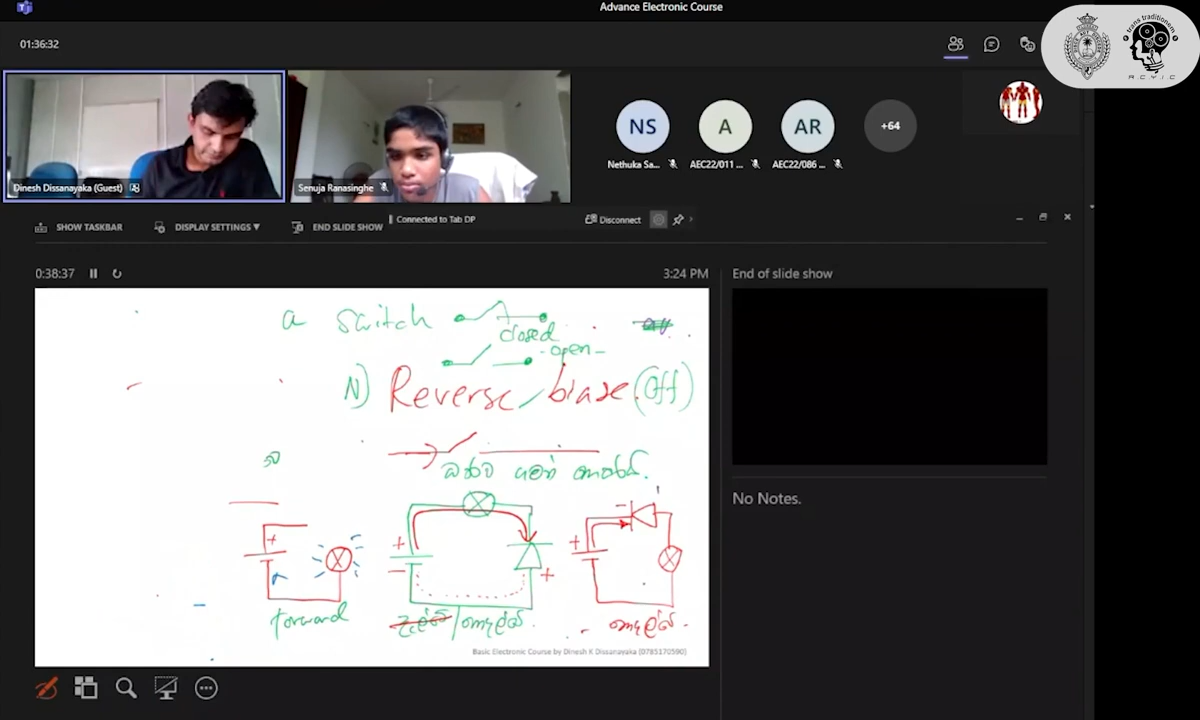 Advance Electronic Course
01:36:32
A.C.Y.I.C
trans traditionem
NS
A
AR
+64
Nethuka Sa...
AEC22/011 ...
AEC22/086 ...
Dinesh Dissanayaka (Guest)
Senuja Ranasinghe
Connected to Tab DP
Disconnect
SHOW TASKBAR
DISPLAY SETTINGS ▼
END SLIDE SHOW
0:38:37
3:24 PM
End of slide show
a switch
closed
-open-
N) Reverse/biase (off)
+
+
-
+
-
+
forward
No Notes.
Basic Electronic Course by Dinesh K Dissanayaka (0785170590)